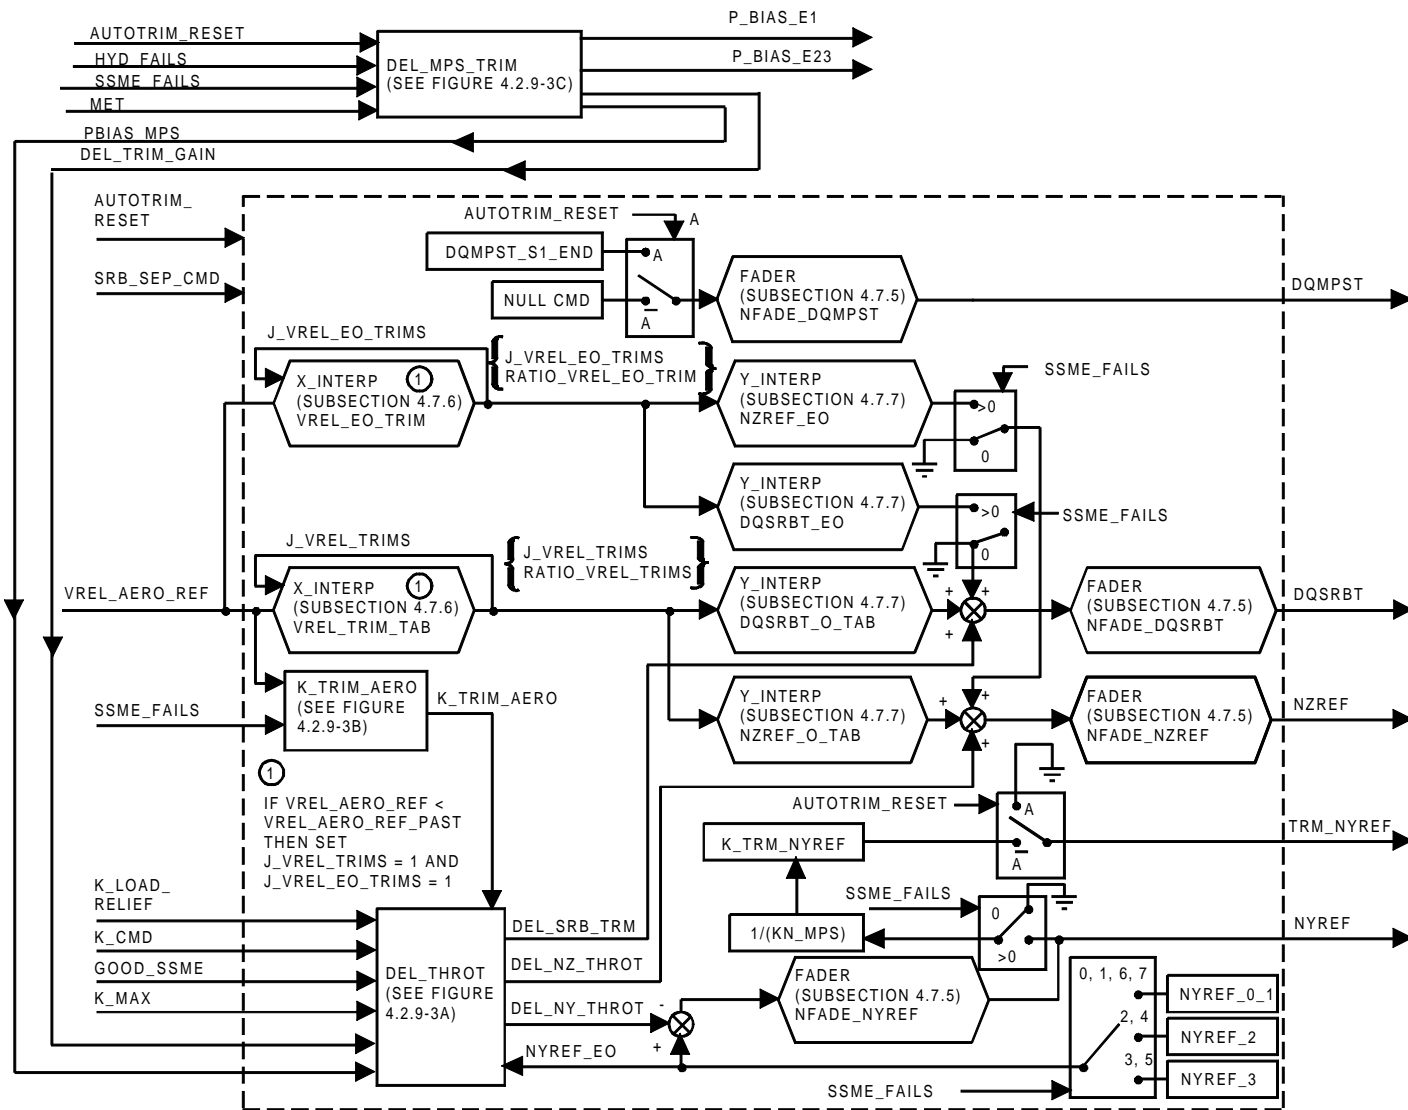 P_BIAS_E1
AUTOTRIM_RESET
HYD_FAILS
SSME_FAILS
MET
DEL_MPS_TRIM
(SEE FIGURE 4.2.9-3C)
P_BIAS_E23
PBIAS_MPS
DEL_TRIM_GAIN
AUTOTRIM_
RESET
SRB_SEP_CMD
AUTOTRIM_RESET
A
DQMPST_S1_END
A
NULL CMD
A
FADER
(SUBSECTION 4.7.5)
NFADE_DQMPST
DQMPST
J_VREL_EO_TRIMS
X_INTERP
1
(SUBSECTION 4.7.6)
VREL_EO_TRIM
{ J_VREL_EO_TRIMS
RATIO_VREL_EO_TRIM }
Y_INTERP
(SUBSECTION 4.7.7)
NZREF_EO
SSME_FAILS
>0
0
Y_INTERP
(SUBSECTION 4.7.7)
DQSRBT_EO
SSME_FAILS
>0
0
J_VREL_TRIMS
{ J_VREL_TRIMS
RATIO_VREL_TRIMS }
VREL_AERO_REF
X_INTERP
1
(SUBSECTION 4.7.6)
VREL_TRIM_TAB
Y_INTERP
(SUBSECTION 4.7.7)
DQSRBT_O_TAB
+
+
+
FADER
(SUBSECTION 4.7.5)
NFADE_DQSRBT
DQSRBT
SSME_FAILS
K_TRIM_AERO
(SEE FIGURE
4.2.9-3B)
K_TRIM_AERO
Y_INTERP
(SUBSECTION 4.7.7)
NZREF_O_TAB
+
+
+
FADER
(SUBSECTION 4.7.5)
NFADE_NZREF
NZREF
1
IF VREL_AERO_REF <
VREL_AERO_REF_PAST
THEN SET
J_VREL_TRIMS = 1 AND
J_VREL_EO_TRIMS = 1
AUTOTRIM_RESET
A
A
K_TRM_NYREF
TRM_NYREF
SSME_FAILS
0
>0
1/(KN_MPS)
NYREF
K_LOAD_
RELIEF
K_CMD
GOOD_SSME
K_MAX
DEL_THROT
(SEE FIGURE
4.2.9-3A)
DEL_SRB_TRM
DEL_NZ_THROT
DEL_NY_THROT
-
+
NYREF_EO
FADER
(SUBSECTION 4.7.5)
NFADE_NYREF
0, 1, 6, 7
NYREF_0_1
2, 4
NYREF_2
3, 5
NYREF_3
SSME_FAILS